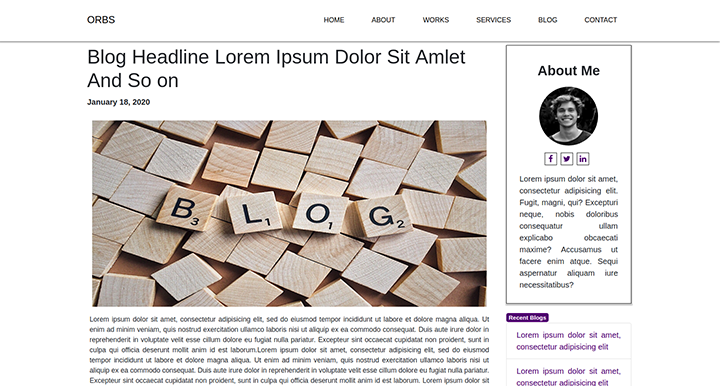 ORBS
HOME ABOUT WORKS SERVICES BLOG CONTACT
Blog Headline Lorem Ipsum Dolor Sit Amlet
And So on
January 18, 2020
B3 L1 O1 G2
Lorem ipsum dolor sit amet, consectetur adipisicing elit, sed do eiusmod tempor incididunt ut labore et dolore magna aliqua. Ut
enim ad minim veniam, quis nostrud exercitation ullamco laboris nisi ut aliquip ex ea commodo consequat. Duis aute irure dolor in
reprehenderit in voluptate velit esse cillum dolore eu fugiat nulla pariatur. Excepteur sint occaecat cupidatat non proident, sunt in
culpa qui officia deserunt mollit anim id est laborum.Lorem ipsum dolor sit amet, consectetur adipisicing elit, sed do eiusmod
tempor incididunt ut labore et dolore magna aliqua. Ut enim ad minim veniam, quis nostrud exercitation ullamco laboris nisi ut
aliquip ex ea commodo consequat. Duis aute irure dolor in reprehenderit in voluptate velit esse cillum dolore eu fugiat nulla pariatur.
Excepteur sint occaecat cupidatat non proident, sunt in culpa qui officia deserunt mollit anim id est laborum. Lorem ipsum dolor sit
About Me
Lorem ipsum dolor sit amet,
consectetur adipisicing elit.
Fugit, magni, qui? Excepturi
neque, nobis doloribus
consequatur ullam
explicabo obcaecati
maxime? Accusamus ut
facere enim atque. Sequi
aspernatur aliquam iure
necessitatibus?
Recent Blogs
Lorem ipsum dolor sit amet,
consectetur adipisicing elit
Lorem ipsum dolor sit amet,
consectetur adipisicing elit